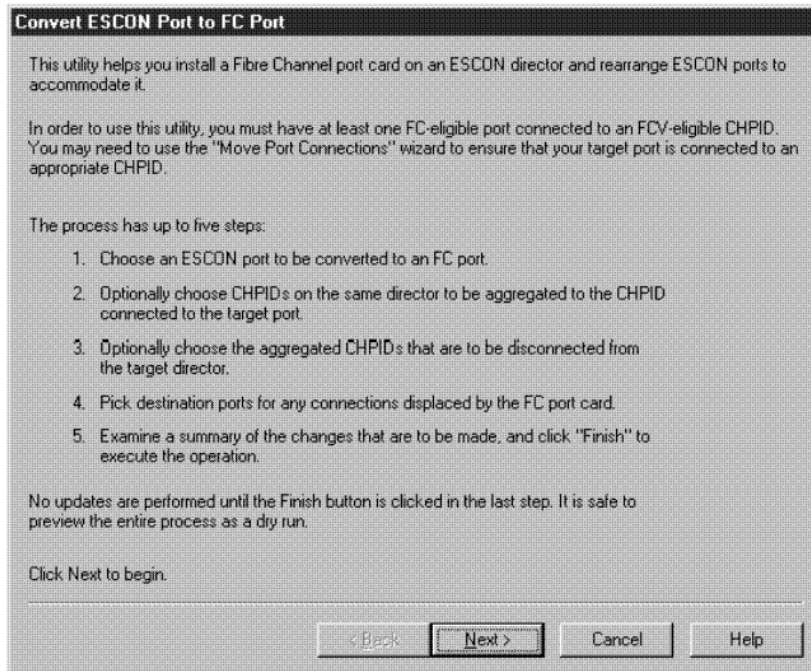 Convert ESCON Port to FC Port
This utility helps you install a Fibre Channel port card on an ESCON director and rearrange ESCON ports to
accommodate it.
In order to use this utility, you must have at least one FC-eligible port connected to an FCV-eligible CHPID.
You may need to use the "Move Port Connections" wizard to ensure that your target port is connected to an
appropriate CHPID.
The process has up to five steps:
1. Choose an ESCON port to be converted to an FC port.
2. Optionally choose CHPIDs on the same director to be aggregated to the CHPID
connected to the target port.
3. Optionally choose the aggregated CHPIDs that are to be disconnected from
the target director.
4. Pick destination ports for any connections displaced by the FC port card.
5. Examine a summary of the changes that are to be made, and click "Finish" to
execute the operation.
No updates are performed until the Finish button is clicked in the last step. It is safe to
preview the entire process as a dry run.
Click Next to begin.
< Back Next > Cancel Help